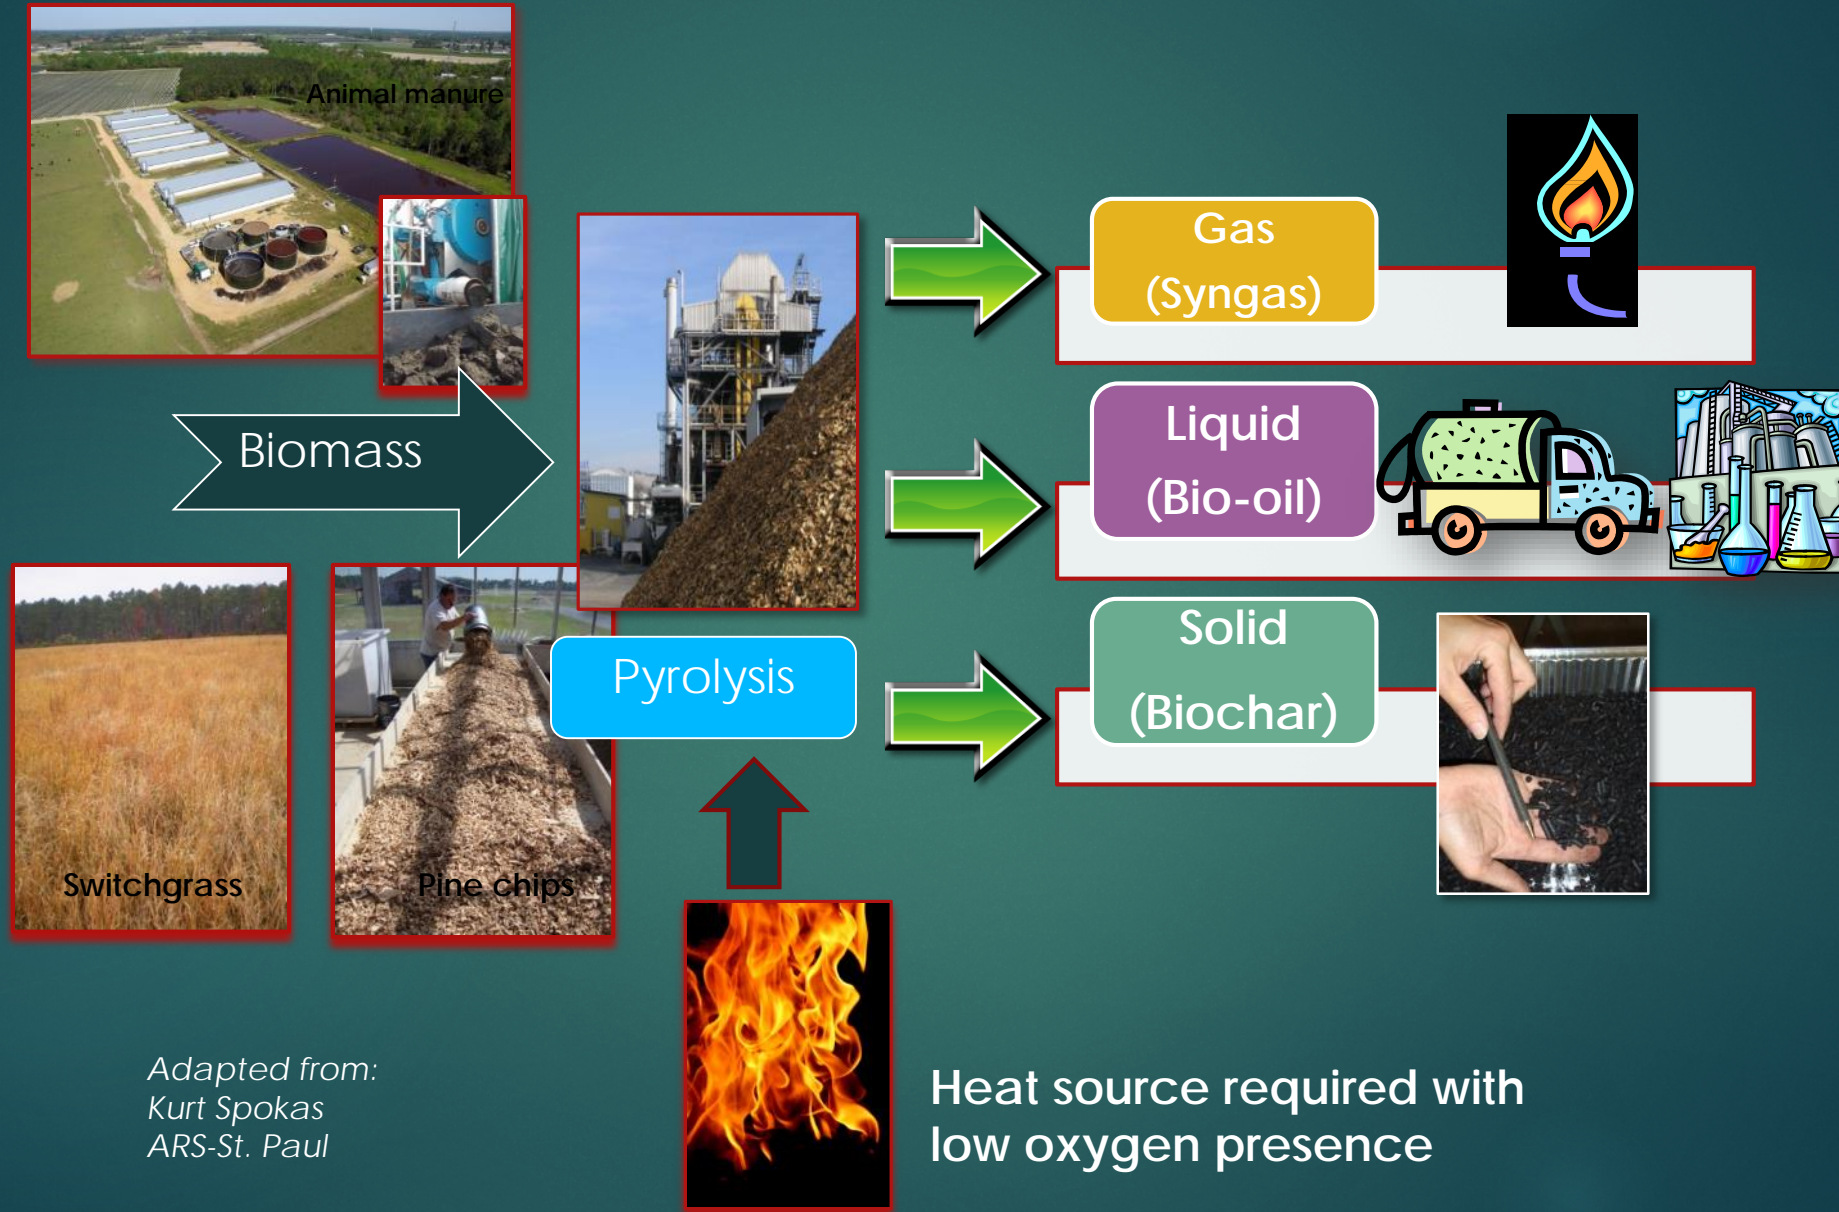 Animal manure
Biomass
Switchgrass
Pine chips
Pyrolysis
Gas
(Syngas)
Liquid
(Bio-oil)
Solid
(Biochar)
Adapted from:
Kurt Spokas
ARS-St. Paul
Heat source required with
low oxygen presence